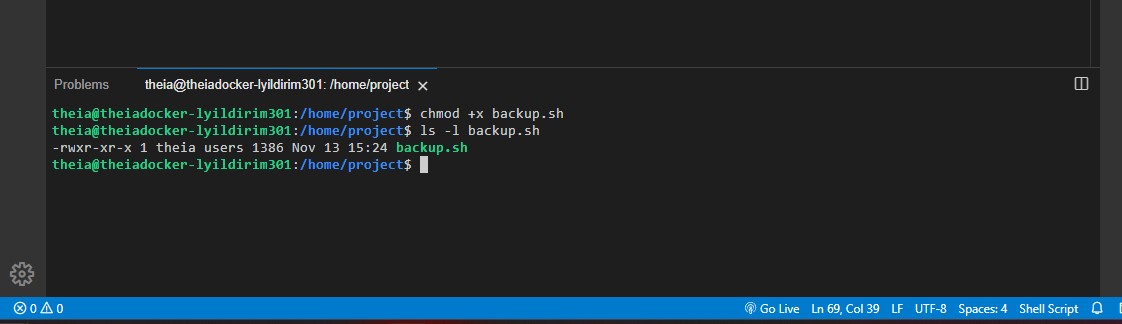 Problems theia@theiadocker-lyildirim301: /home/project ×
theia@theiadocker-lyildirim301:/home/project$ chmod +x backup.sh
theia@theiadocker-lyildirim301:/home/project$ ls -l backup.sh
-rwxr-xr-x 1 theia users 1386 Nov 13 15:24 backup.sh
theia@theiadocker-lyildirim301:/home/project$
0 0 Go Live Ln 69, Col 39 LF UTF-8 Spaces: 4 Shell Script